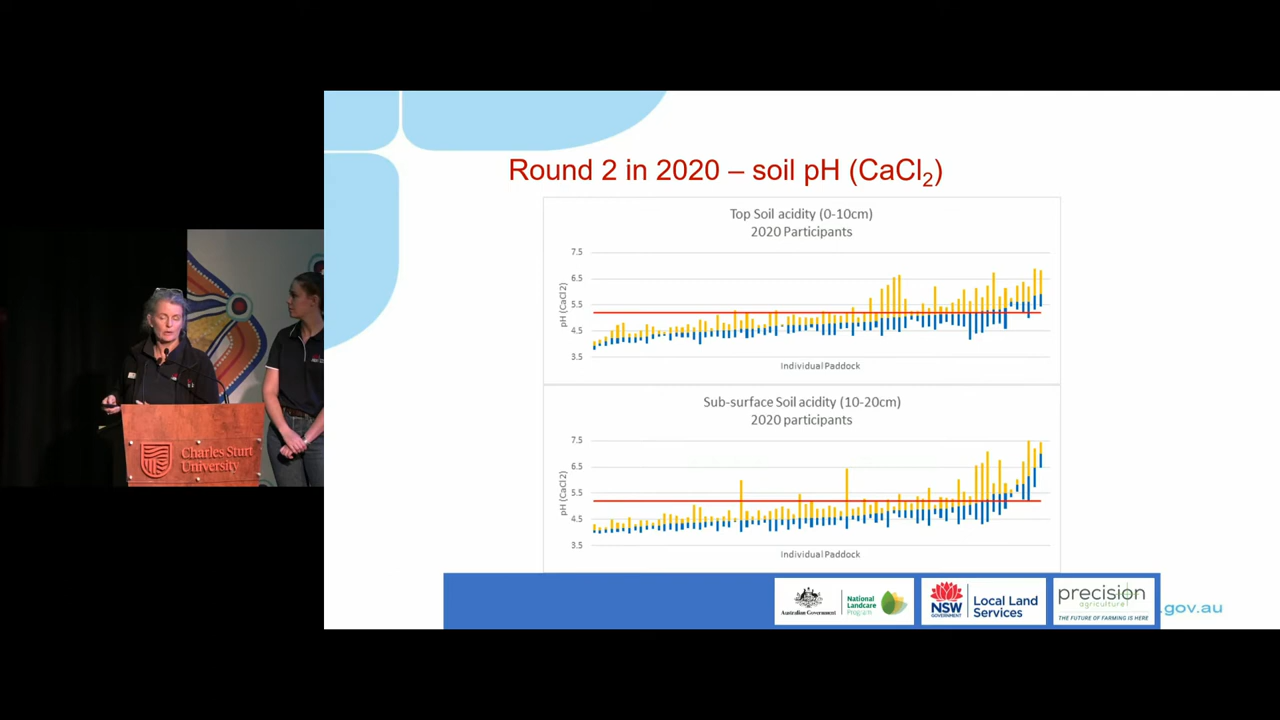 Round 2 in 2020 – soil pH (CaCl2)
Top Soil acidity (0-10cm)
2020 Participants
7.5
6.5
5.5
4.5
3.5
pH (CaCl2)
Individual Paddock
Sub-surface Soil acidity (10-20cm)
2020 participants
7.5
6.5
5.5
4.5
3.5
pH (CaCl2)
Individual Paddock
Charles Sturt
University
Australian Government
National
Landcare
Program
NSW
GOVERNMENT
Local Land
Services
precision
agriculture
THE FUTURE OF FARMING IS HERE
.gov.au